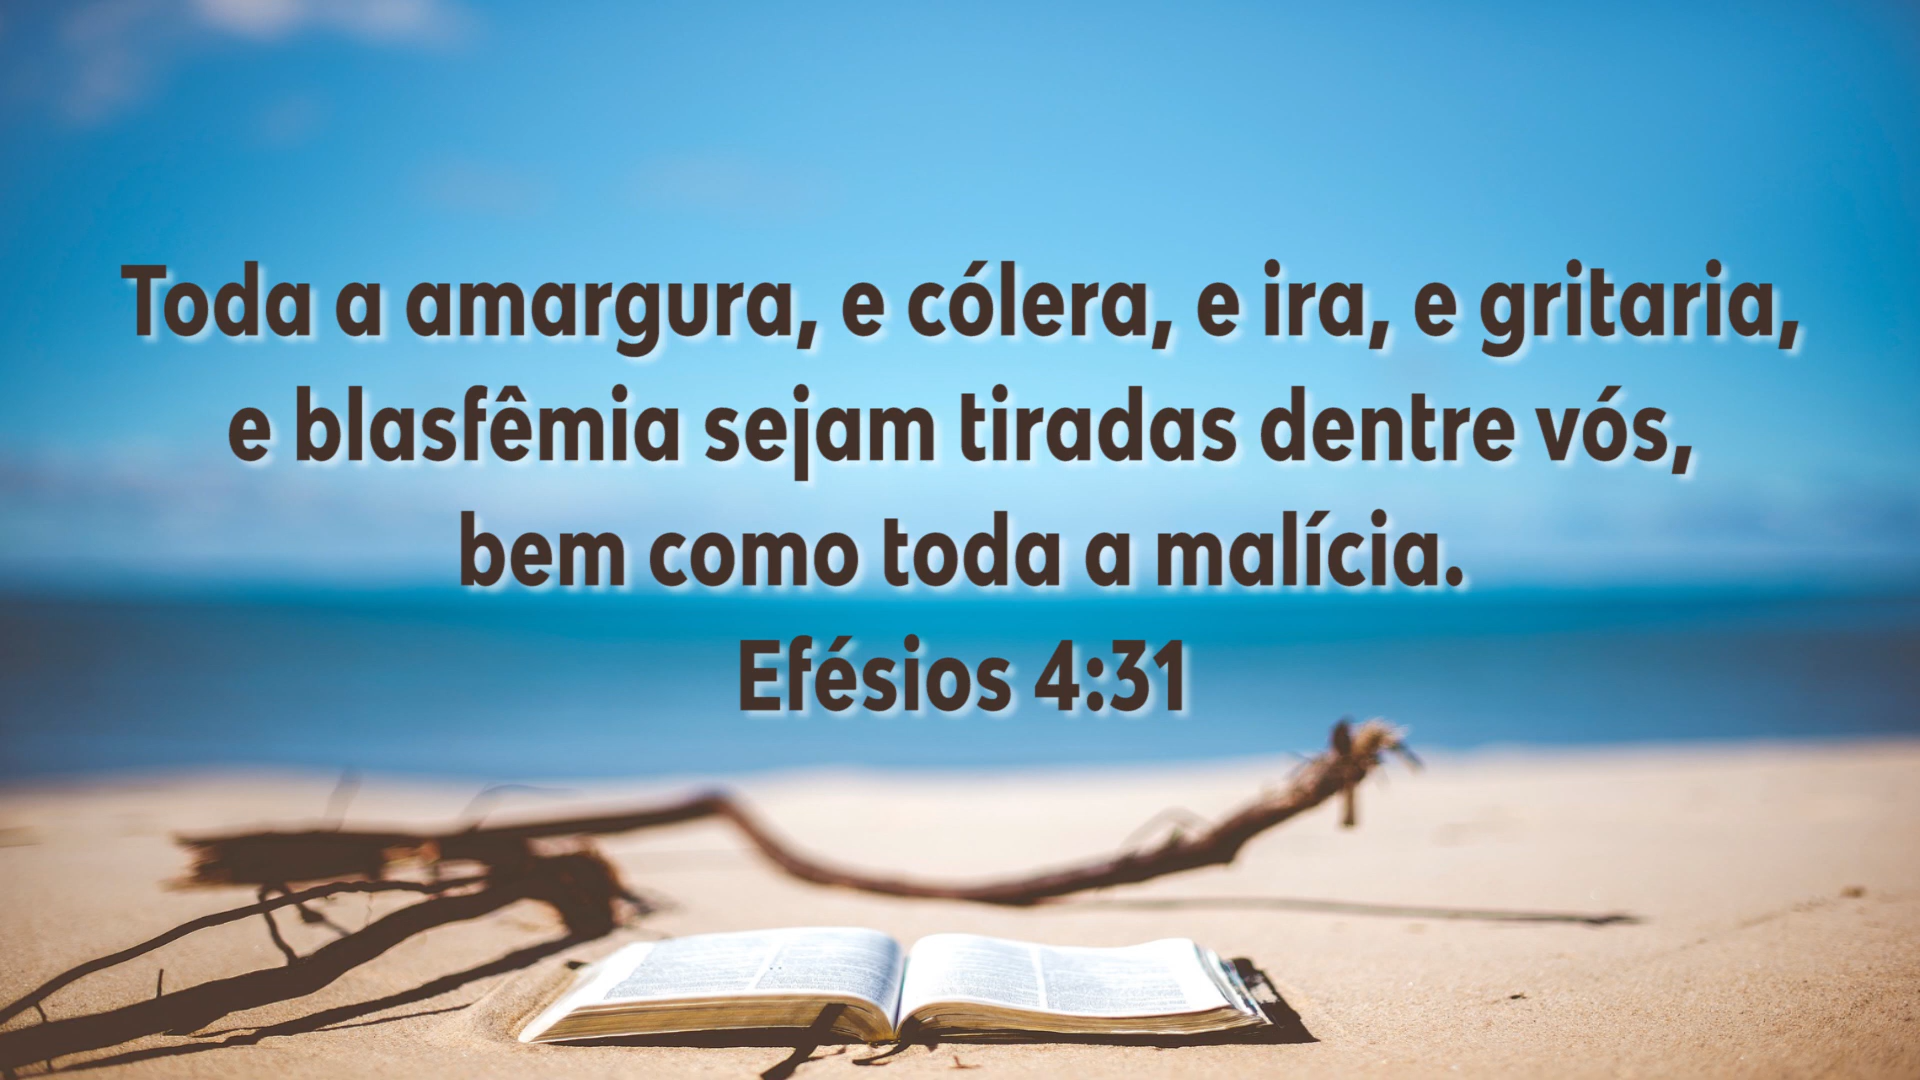 Toda a amargura, e cólera, e ira, e gritaria,
e blasfêmia sejam tiradas dentre vós,
bem como toda a malícia.
Efésios 4:31